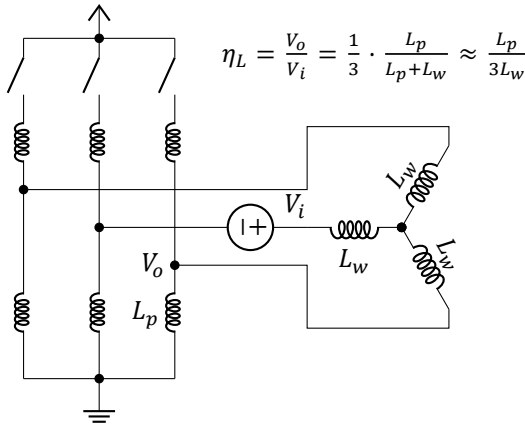 η_L = V_o/V_i = 1/3 · L_p/(L_p+L_w) ≈ L_p/3L_w
L_w
V_i
− +
L_w
L_w
V_o
L_p